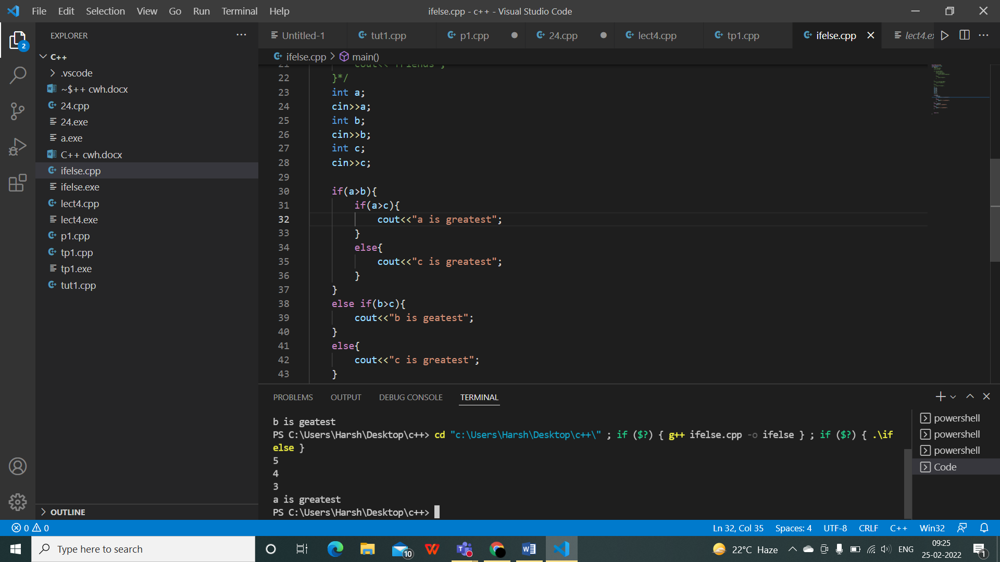 File Edit Selection View Go Run Terminal Help
ifelse.cpp - c++ - Visual Studio Code
EXPLORER
2
C++
.vscode
~$++ cwh.docx
24.cpp
24.exe
a.exe
C++ cwh.docx
ifelse.cpp
ifelse.exe
lect4.cpp
lect4.exe
p1.cpp
tp1.cpp
tp1.exe
tut1.cpp
OUTLINE
Untitled-1 tut1.cpp p1.cpp 24.cpp lect4.cpp tp1.cpp ifelse.cpp lect4.ex
ifelse.cpp > main()
21 cout<<"friends";
22 }*/
23 int a;
24 cin>>a;
25 int b;
26 cin>>b;
27 int c;
28 cin>>c;
29
30 if(a>b){
31 if(a>c){
32 cout<<"a is greatest";
33 }
34 else{
35 cout<<"c is greatest";
36 }
37 }
38 else if(b>c){
39 cout<<"b is geatest";
40 }
41 else{
42 cout<<"c is greatest";
43 }
PROBLEMS OUTPUT DEBUG CONSOLE TERMINAL
b is geatest
PS C:\Users\Harsh\Desktop\c++> cd "c:\Users\Harsh\Desktop\c++\" ; if ($?) { g++ ifelse.cpp -o ifelse } ; if ($?) { .\if
else }
5
4
3
a is greatest
PS C:\Users\Harsh\Desktop\c++>
powershell
powershell
powershell
Code
0 0
Ln 32, Col 35 Spaces: 4 UTF-8 CRLF C++ Win32
Type here to search
10
22°C Haze
ENG
09:25
25-02-2022
1